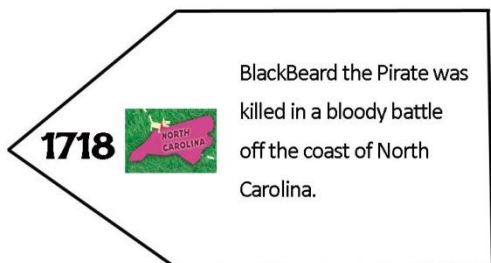 1718
NORTH
CAROLINA
BlackBeard the Pirate was
killed in a bloody battle
off the coast of North
Carolina.